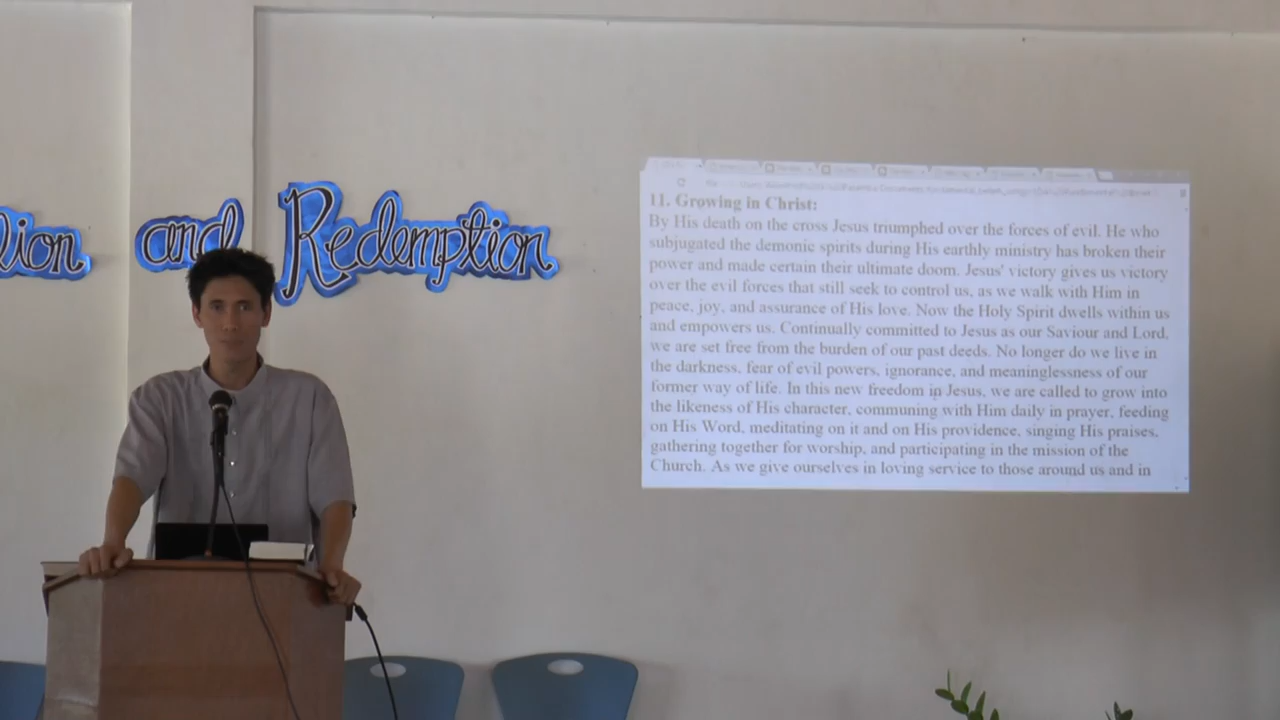 lion and Redemption
11. Growing in Christ:
By His death on the cross Jesus triumphed over the forces of evil. He who
subjugated the demonic spirits during His earthly ministry has broken their
power and made certain their ultimate doom. Jesus' victory gives us victory
over the evil forces that still seek to control us, as we walk with Him in
peace, joy, and assurance of His love. Now the Holy Spirit dwells within us
and empowers us. Continually committed to Jesus as our Saviour and Lord,
we are set free from the burden of our past deeds. No longer do we live in
the darkness, fear of evil powers, ignorance, and meaninglessness of our
former way of life. In this new freedom in Jesus, we are called to grow into
the likeness of His character, communing with Him daily in prayer, feeding
on His Word, meditating on it and on His providence, singing His praises,
gathering together for worship, and participating in the mission of the
Church. As we give ourselves in loving service to those around us and in